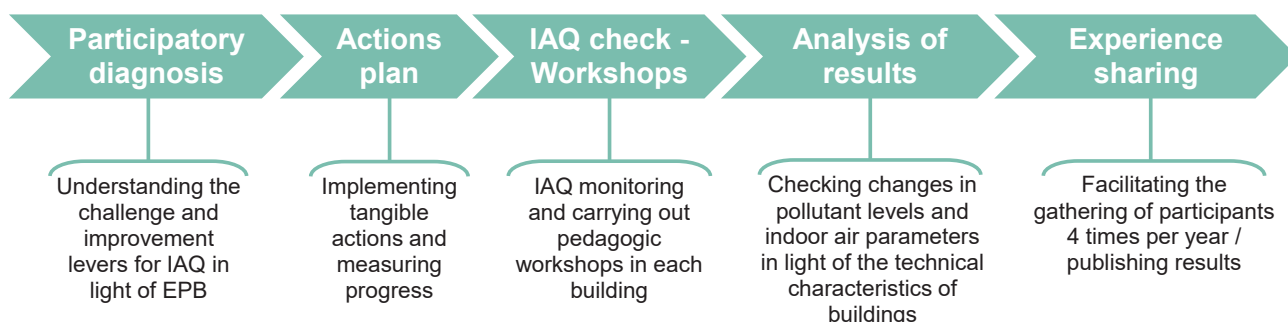 Participatory
diagnosis
Actions
plan
IAQ check -
Workshops
Analysis of
results
Experience
sharing
Understanding the
challenge and
improvement
levers for IAQ in
light of EPB
Implementing
tangible
actions and
measuring
progress
IAQ monitoring
and carrying out
pedagogic
workshops in each
building
Checking changes in
pollutant levels and
indoor air parameters
in light of the technical
characteristics of
buildings
Facilitating the
gathering of participants
4 times per year /
publishing results